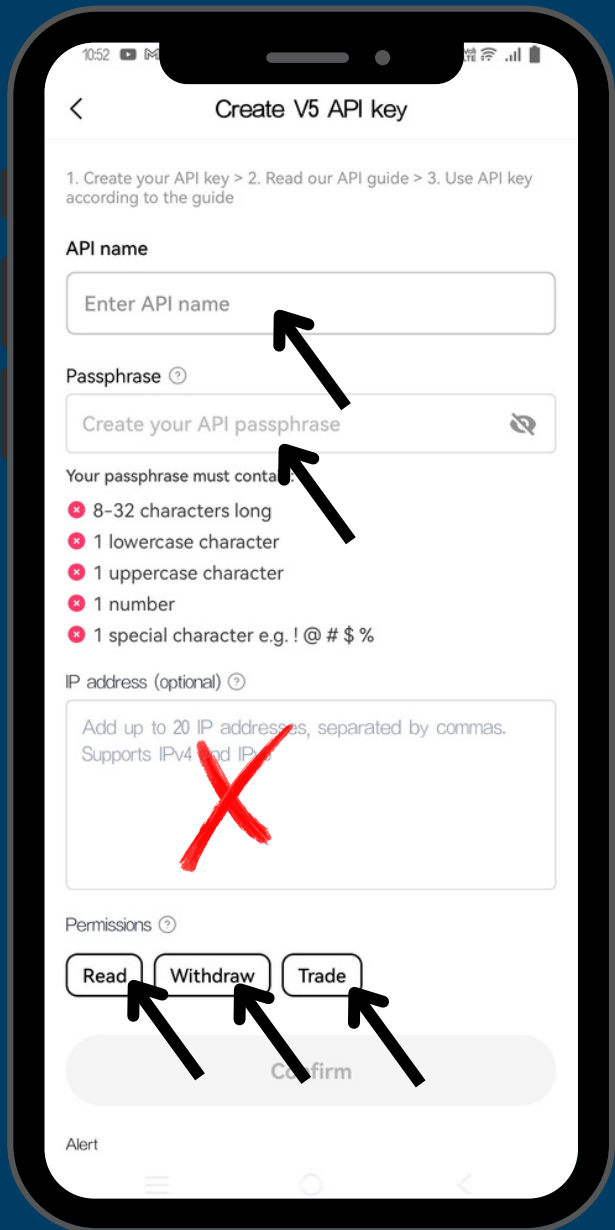 10:52
Create V5 API key
1. Create your API key > 2. Read our API guide > 3. Use API key
according to the guide
API name
Enter API name
Passphrase ?
Create your API passphrase
Your passphrase must
8-32 characters long
1 lowercase character
1 uppercase character
1 number
1 special character e.g. ! @ # $ %
IP address (optional) ?
Add up to 20 IP addresses, separated by commas.
Supports IPv4 and
Permissions ?
Read Withdraw Trade
Confirm
Alert